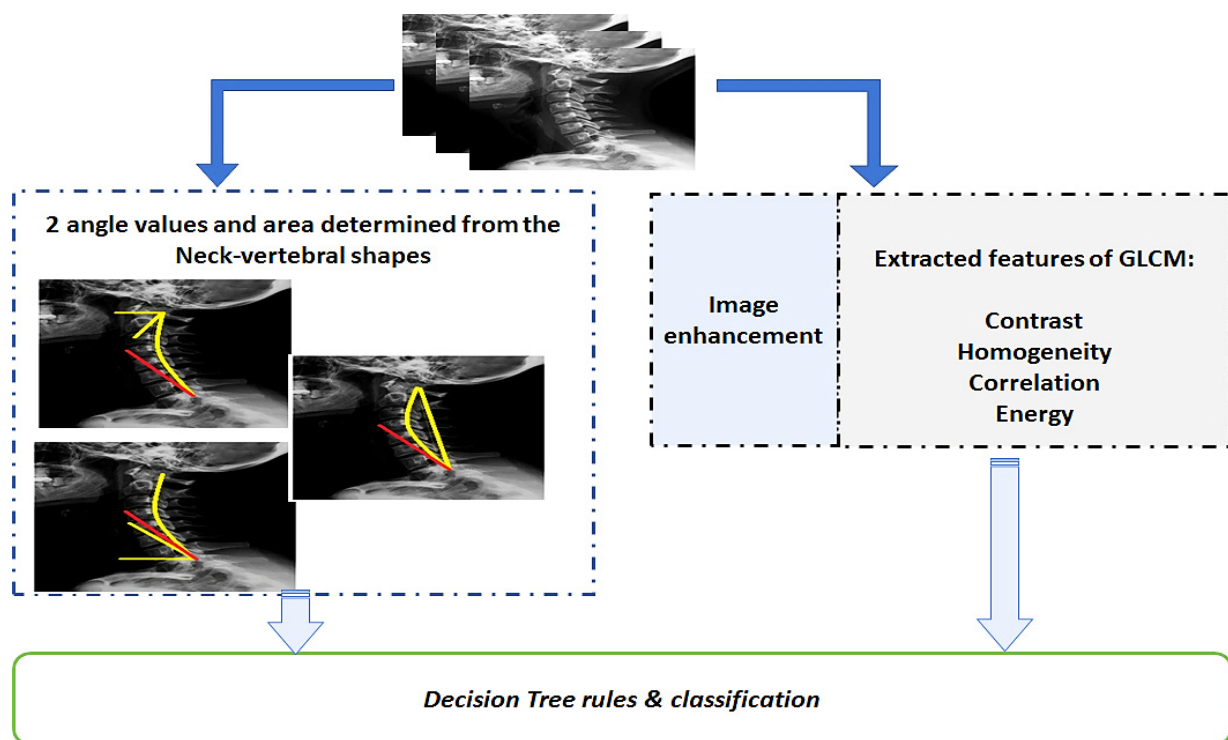 2 angle values and area determined from the
Neck-vertebral shapes
Image
enhancement
Extracted features of GLCM:
Contrast
Homogeneity
Correlation
Energy
Decision Tree rules & classification